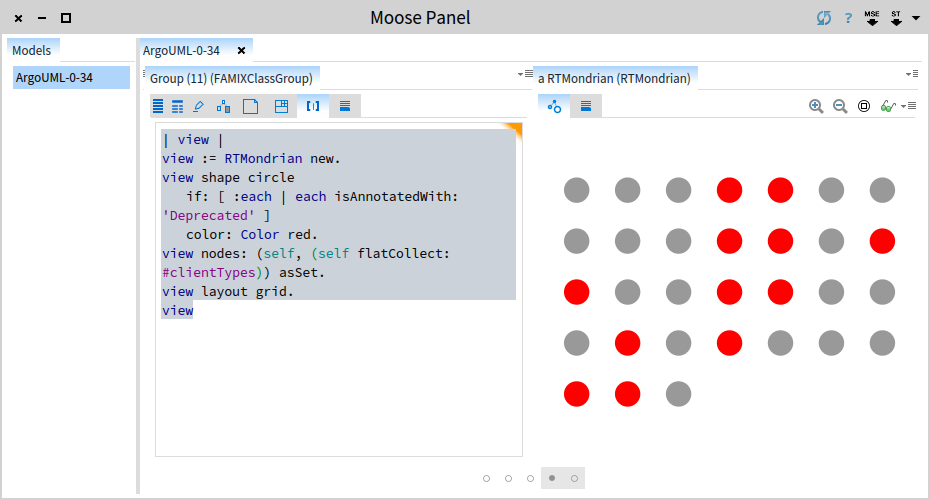 Moose Panel
?
MSE
ST
Models
ArgoUML-0-34
ArgoUML-0-34
Group (11) (FAMIXClassGroup)
a RTMondrian (RTMondrian)
| view |
view := RTMondrian new.
view shape circle
if: [ :each | each isAnnotatedWith:
'Deprecated' ]
color: Color red.
view nodes: (self, (self flatCollect:
#clientTypes)) asSet.
view layout grid.
view